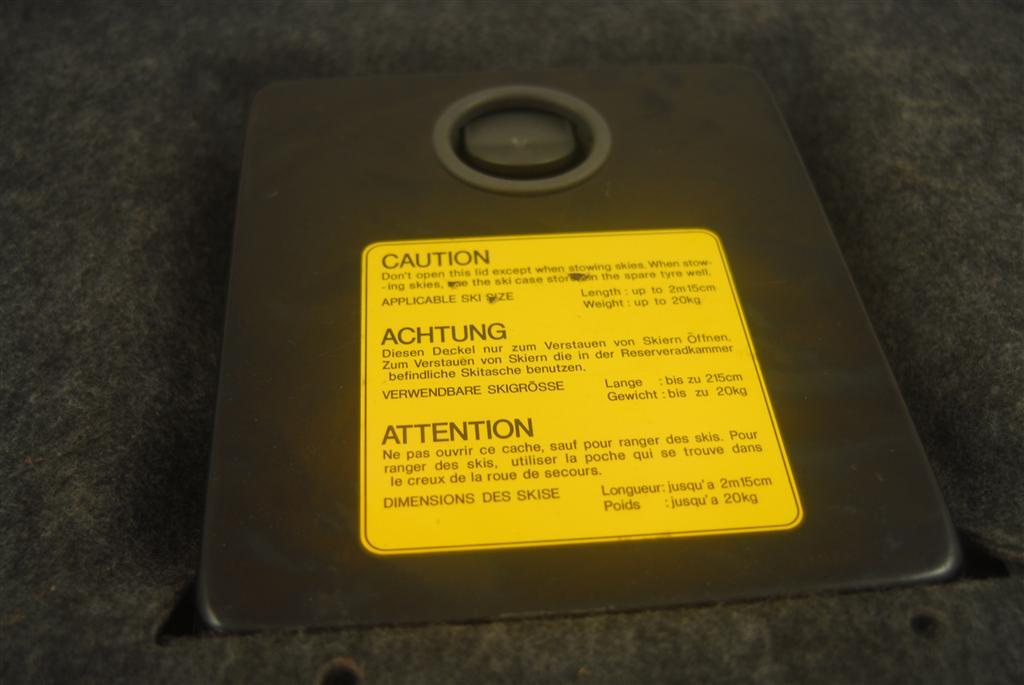 CAUTION
Don't open this lid except when stowing skies. When stow-
-ing skies, the ski case in the spare tyre well.
APPLICABLE SKI SIZE Length : up to 2m15cm
Weight : up to 20kg
ACHTUNG
Diesen Deckel nur zum Verstauen von Skiern Öffnen.
Zum Verstauen von Skiern die in der Reserveradkammer
befindliche Skitasche benutzen.
VERWENDBARE SKIGRÖSSE Lange : bis zu 215cm
Gewicht : bis zu 20kg
ATTENTION
Ne pas ouvrir ce cache, sauf pour ranger des skis. Pour
ranger des skis, utiliser la poche qui se trouve dans
le creux de la roue de secours.
DIMENSIONS DES SKISE Longueur: jusqu'a 2m15cm
Poids : jusqu'a 20kg